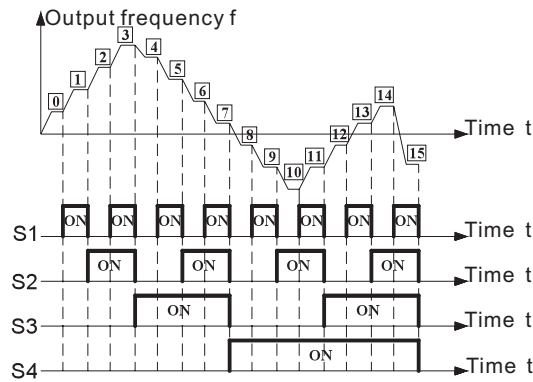 Output frequency f
3
2
4
1
5
0
6
7
14
13
12
8
11
9
15
10
Time t
ON ON ON ON ON ON ON ON
S1
Time t
ON ON ON ON
S2
Time t
ON ON
S3
Time t
ON
S4
Time t